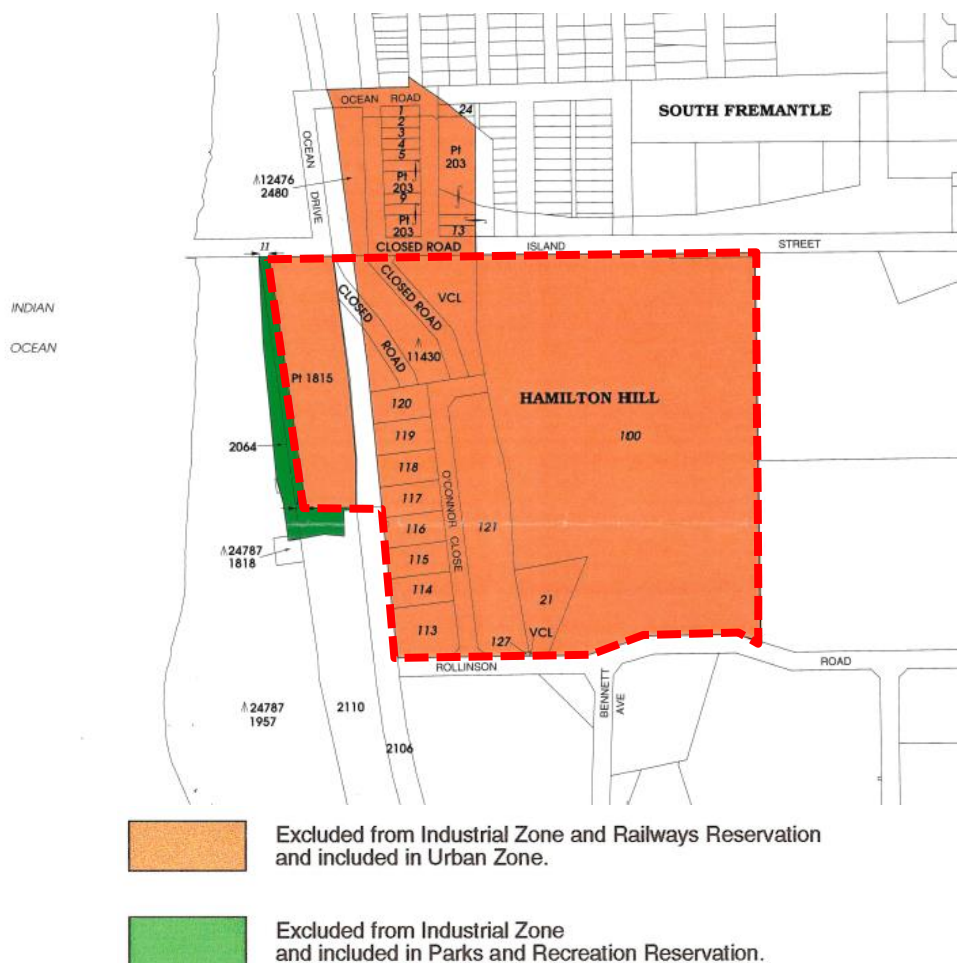 OCEAN ROAD
1
2
3
4
5
24
SOUTH FREMANTLE
OCEAN DRIVE
Pt
203
12476
2480
Pt
203
9
Pt
203
13
11
CLOSED ROAD
ISLAND STREET
INDIAN
OCEAN
CLOSED ROAD
CLOSED ROAD
VCL
11430
Pt 1815
120
HAMILTON HILL
100
119
2064
118
117
O'CONNOR CLOSE
116
121
24787
1818
115
114
21
113
127
VCL
ROLLINSON ROAD
BENNETT
AVE
24787
1957
2110
2106
Excluded from Industrial Zone and Railways Reservation
and included in Urban Zone.
Excluded from Industrial Zone
and included in Parks and Recreation Reservation.